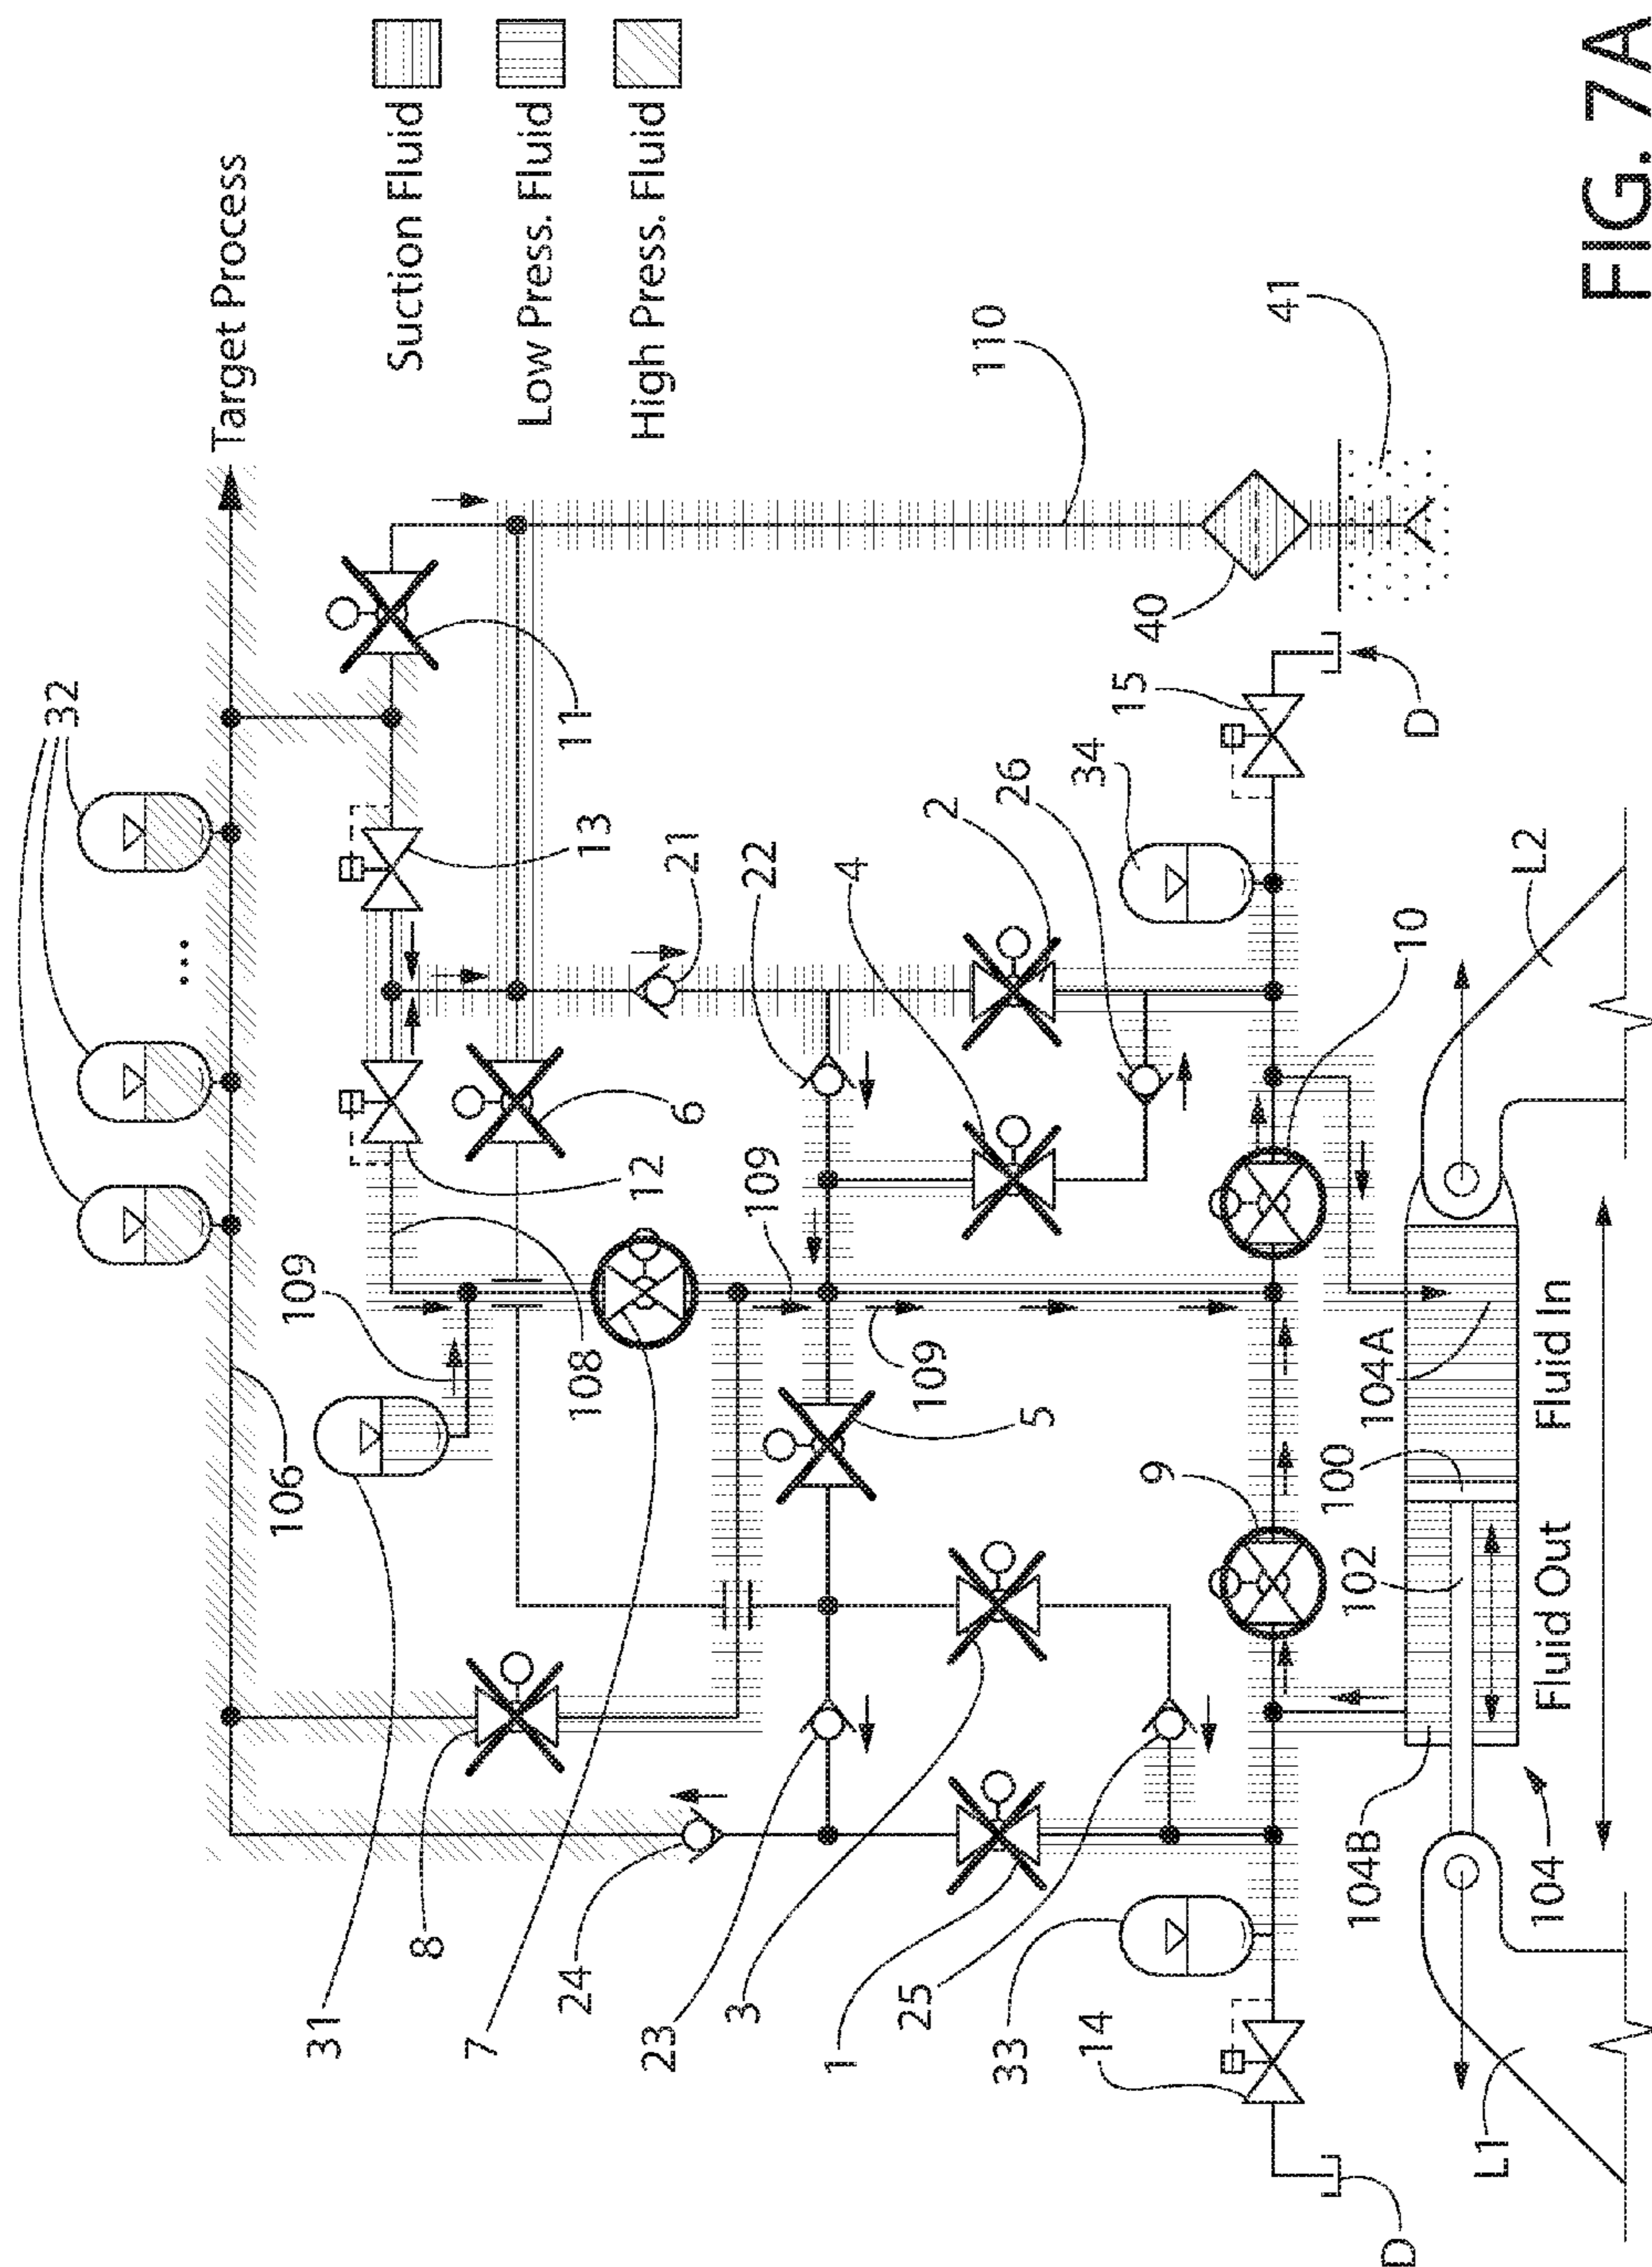 Target Process
Suction Fluid
Low Press. Fluid
High Press. Fluid
32
...
106
109
31
8
7
24
23
3
1
25
33
14
D
L1
108
12
6
109
109
5
9
13
11
21
22
4
26
2
34
15
D
10
40
110
41
L2
100
102
104A
104B
104
Fluid Out
Fluid In
FIG. 7A